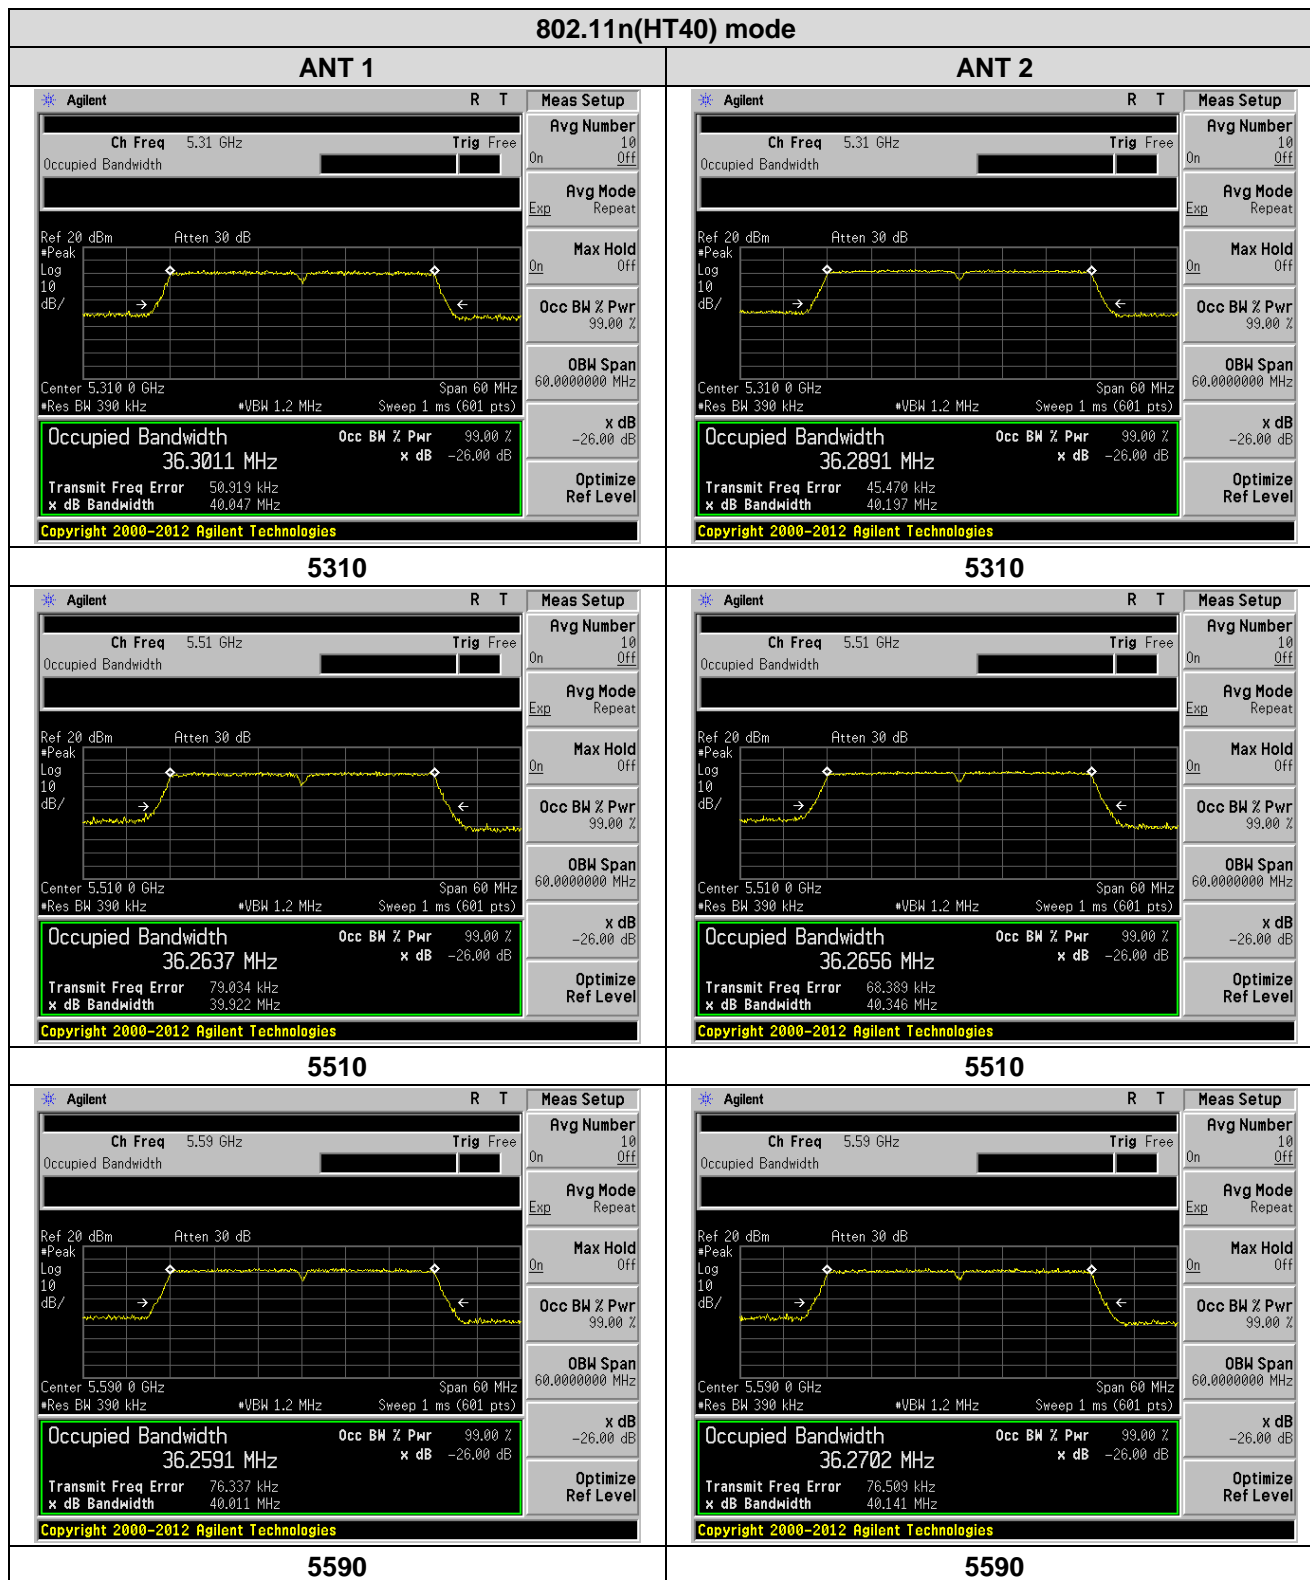 802.11n(HT40) mode
ANT 1
ANT 2
Agilent R T Meas Setup
Ch Freq 5.31 GHz Trig Free
Occupied Bandwidth
Avg Number
10
On Off
Avg Mode
Exp Repeat
Ref 20 dBm Atten 30 dB
#Peak
Log
10
dB/
Max Hold
On Off
Occ BW % Pwr
99.00 %
OBW Span
60.0000000 MHz
Center 5.310 0 GHz Span 60 MHz
#Res BW 390 kHz #VBW 1.2 MHz Sweep 1 ms (601 pts)
x dB
-26.00 dB
Occupied Bandwidth Occ BW % Pwr 99.00 %
36.3011 MHz x dB -26.00 dB
Transmit Freq Error 50.919 kHz
x dB Bandwidth 40.047 MHz
Optimize
Ref Level
Copyright 2000-2012 Agilent Technologies
5310
Agilent R T Meas Setup
Ch Freq 5.31 GHz Trig Free
Occupied Bandwidth
Avg Number
10
On Off
Avg Mode
Exp Repeat
Ref 20 dBm Atten 30 dB
#Peak
Log
10
dB/
Max Hold
On Off
Occ BW % Pwr
99.00 %
OBW Span
60.0000000 MHz
Center 5.310 0 GHz Span 60 MHz
#Res BW 390 kHz #VBW 1.2 MHz Sweep 1 ms (601 pts)
x dB
-26.00 dB
Occupied Bandwidth Occ BW % Pwr 99.00 %
36.2891 MHz x dB -26.00 dB
Transmit Freq Error 45.470 kHz
x dB Bandwidth 40.197 MHz
Optimize
Ref Level
Copyright 2000-2012 Agilent Technologies
5310
Agilent R T Meas Setup
Ch Freq 5.51 GHz Trig Free
Occupied Bandwidth
Avg Number
10
On Off
Avg Mode
Exp Repeat
Ref 20 dBm Atten 30 dB
#Peak
Log
10
dB/
Max Hold
On Off
Occ BW % Pwr
99.00 %
OBW Span
60.0000000 MHz
Center 5.510 0 GHz Span 60 MHz
#Res BW 390 kHz #VBW 1.2 MHz Sweep 1 ms (601 pts)
x dB
-26.00 dB
Occupied Bandwidth Occ BW % Pwr 99.00 %
36.2637 MHz x dB -26.00 dB
Transmit Freq Error 79.034 kHz
x dB Bandwidth 39.922 MHz
Optimize
Ref Level
Copyright 2000-2012 Agilent Technologies
5510
Agilent R T Meas Setup
Ch Freq 5.51 GHz Trig Free
Occupied Bandwidth
Avg Number
10
On Off
Avg Mode
Exp Repeat
Ref 20 dBm Atten 30 dB
#Peak
Log
10
dB/
Max Hold
On Off
Occ BW % Pwr
99.00 %
OBW Span
60.0000000 MHz
Center 5.510 0 GHz Span 60 MHz
#Res BW 390 kHz #VBW 1.2 MHz Sweep 1 ms (601 pts)
x dB
-26.00 dB
Occupied Bandwidth Occ BW % Pwr 99.00 %
36.2656 MHz x dB -26.00 dB
Transmit Freq Error 68.389 kHz
x dB Bandwidth 40.346 MHz
Optimize
Ref Level
Copyright 2000-2012 Agilent Technologies
5510
Agilent R T Meas Setup
Ch Freq 5.59 GHz Trig Free
Occupied Bandwidth
Avg Number
10
On Off
Avg Mode
Exp Repeat
Ref 20 dBm Atten 30 dB
#Peak
Log
10
dB/
Max Hold
On Off
Occ BW % Pwr
99.00 %
OBW Span
60.0000000 MHz
Center 5.590 0 GHz Span 60 MHz
#Res BW 390 kHz #VBW 1.2 MHz Sweep 1 ms (601 pts)
x dB
-26.00 dB
Occupied Bandwidth Occ BW % Pwr 99.00 %
36.2591 MHz x dB -26.00 dB
Transmit Freq Error 76.337 kHz
x dB Bandwidth 40.011 MHz
Optimize
Ref Level
Copyright 2000-2012 Agilent Technologies
5590
Agilent R T Meas Setup
Ch Freq 5.59 GHz Trig Free
Occupied Bandwidth
Avg Number
10
On Off
Avg Mode
Exp Repeat
Ref 20 dBm Atten 30 dB
#Peak
Log
10
dB/
Max Hold
On Off
Occ BW % Pwr
99.00 %
OBW Span
60.0000000 MHz
Center 5.590 0 GHz Span 60 MHz
#Res BW 390 kHz #VBW 1.2 MHz Sweep 1 ms (601 pts)
x dB
-26.00 dB
Occupied Bandwidth Occ BW % Pwr 99.00 %
36.2702 MHz x dB -26.00 dB
Transmit Freq Error 76.509 kHz
x dB Bandwidth 40.141 MHz
Optimize
Ref Level
Copyright 2000-2012 Agilent Technologies
5590